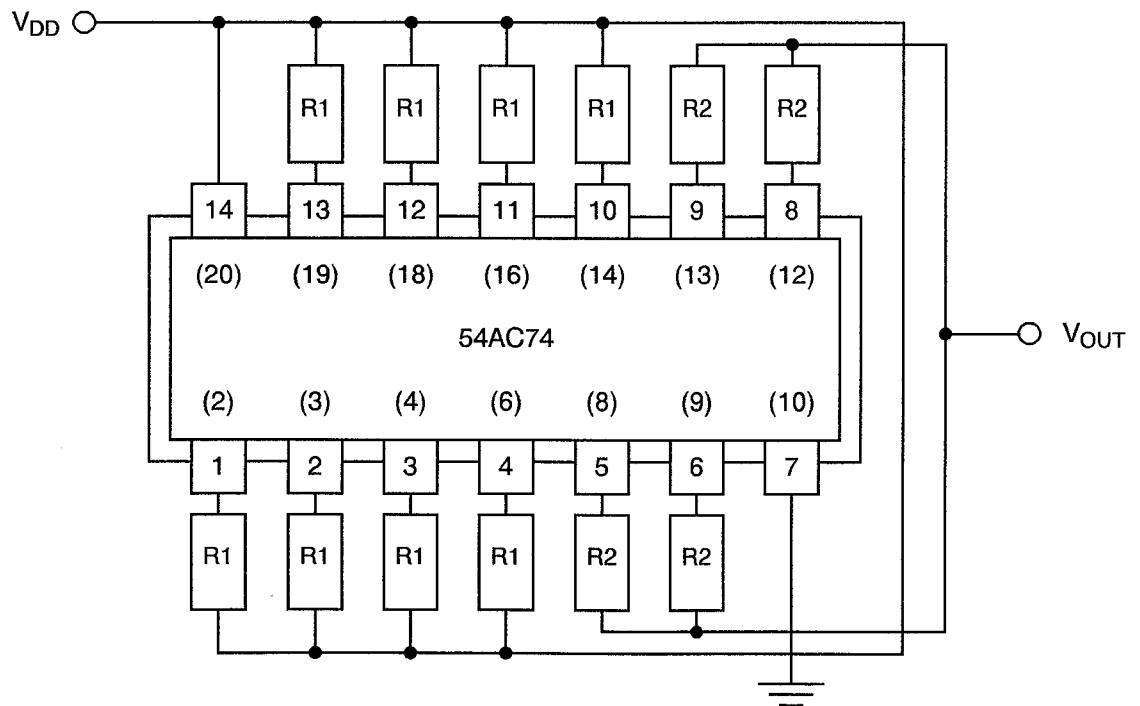 V_DD
R1 R1 R1 R1 R2 R2
14 13 12 11 10 9 8
(20) (19) (18) (16) (14) (13) (12)
54AC74
V_OUT
(2) (3) (4) (6) (8) (9) (10)
1 2 3 4 5 6 7
R1 R1 R1 R1 R2 R2